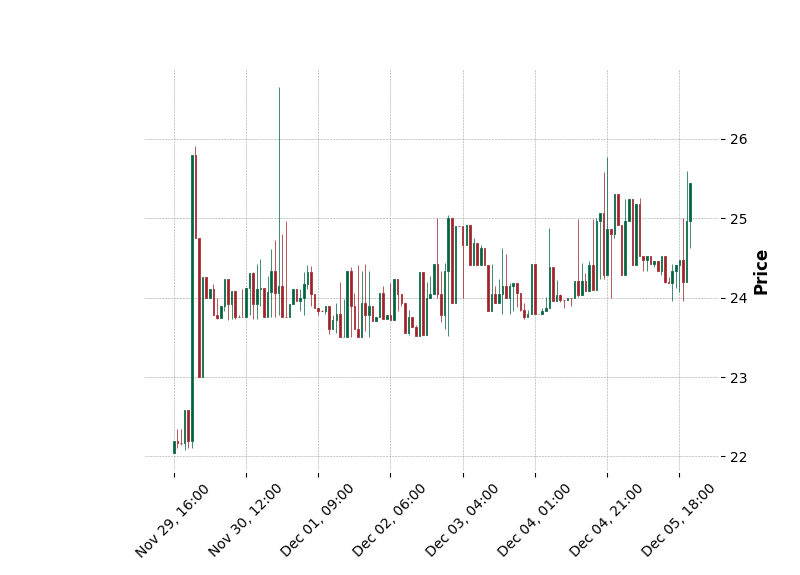 26
25
24
23
22
Price
Nov 29, 16:00
Nov 30, 12:00
Dec 01, 09:00
Dec 02, 06:00
Dec 03, 04:00
Dec 04, 01:00
Dec 04, 21:00
Dec 05, 18:00